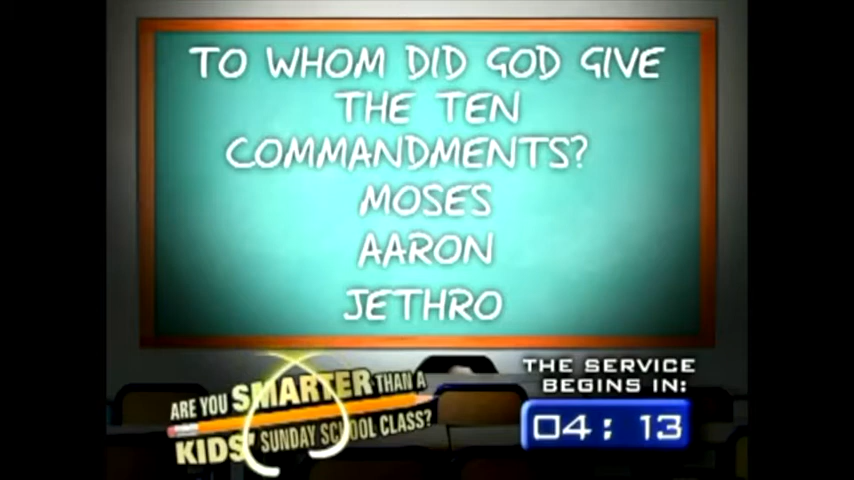 TO WHOM DID GOD GIVE
THE TEN
COMMANDMENTS?
MOSES
AARON
JETHRO
ARE YOU SMARTER THAN A
KIDS' SUNDAY SCHOOL CLASS?
THE SERVICE
BEGINS IN:
04:13